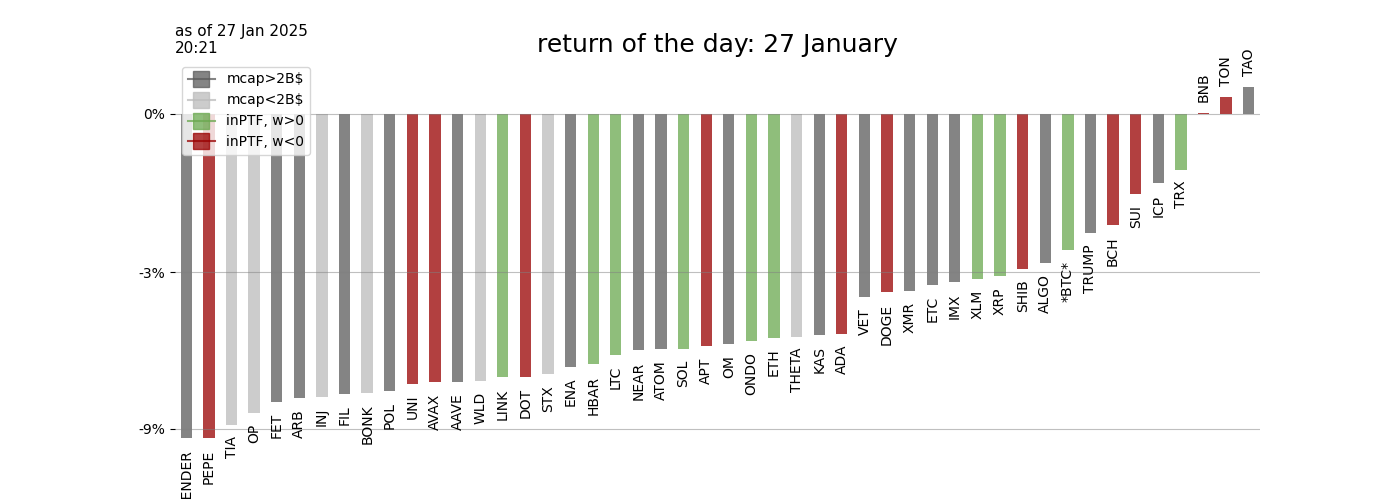 as of 27 Jan 2025
20:21
return of the day: 27 January
mcap>2B$
mcap<2B$
inPTF, w>0
inPTF, w<0
0%
-3%
-9%
ENDER
PEPE
TIA
OP
FET
ARB
INJ
FIL
BONK
POL
UNI
AVAX
AAVE
WLD
LINK
DOT
STX
ENA
HBAR
LTC
NEAR
ATOM
SOL
APT
OM
ONDO
ETH
THETA
KAS
ADA
VET
DOGE
XMR
ETC
IMX
XLM
XRP
SHIB
ALGO
*BTC*
TRUMP
BCH
SUI
ICP
TRX
BNB
TON
TAO